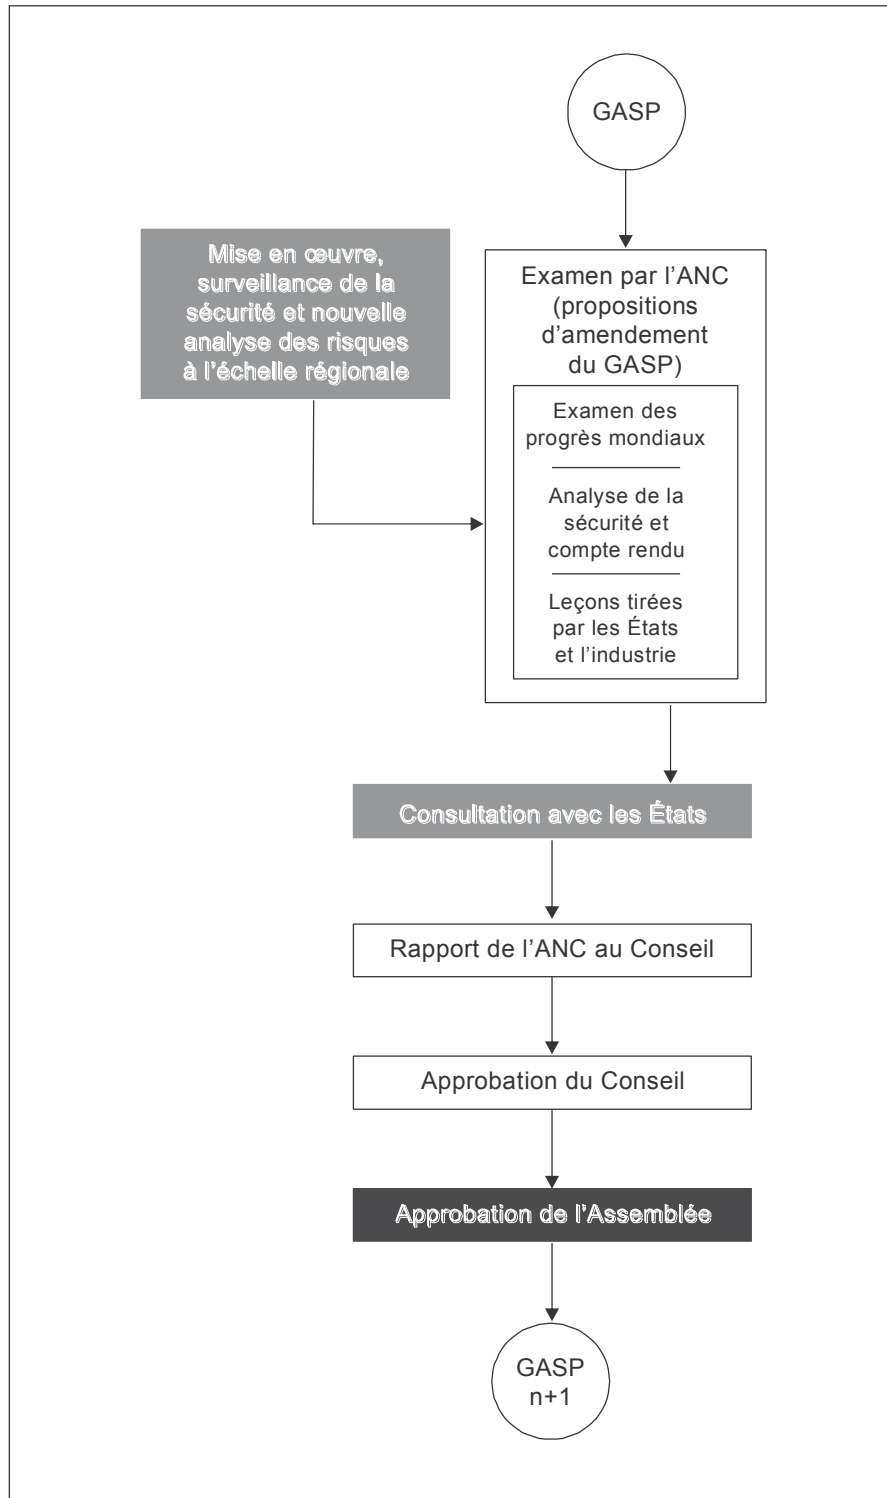 GASP
Mise en œuvre,
surveillance de la
sécurité et nouvelle
analyse des risques
à l’échelle régionale
Examen par l’ANC
(propositions
d’amendement
du GASP)
Examen des
progrès mondiaux
Analyse de la
sécurité et
compte rendu
Leçons tirées
par les États
et l’industrie
Consultation avec les États
Rapport de l’ANC au Conseil
Approbation du Conseil
Approbation de l’Assemblée
GASP
n+1